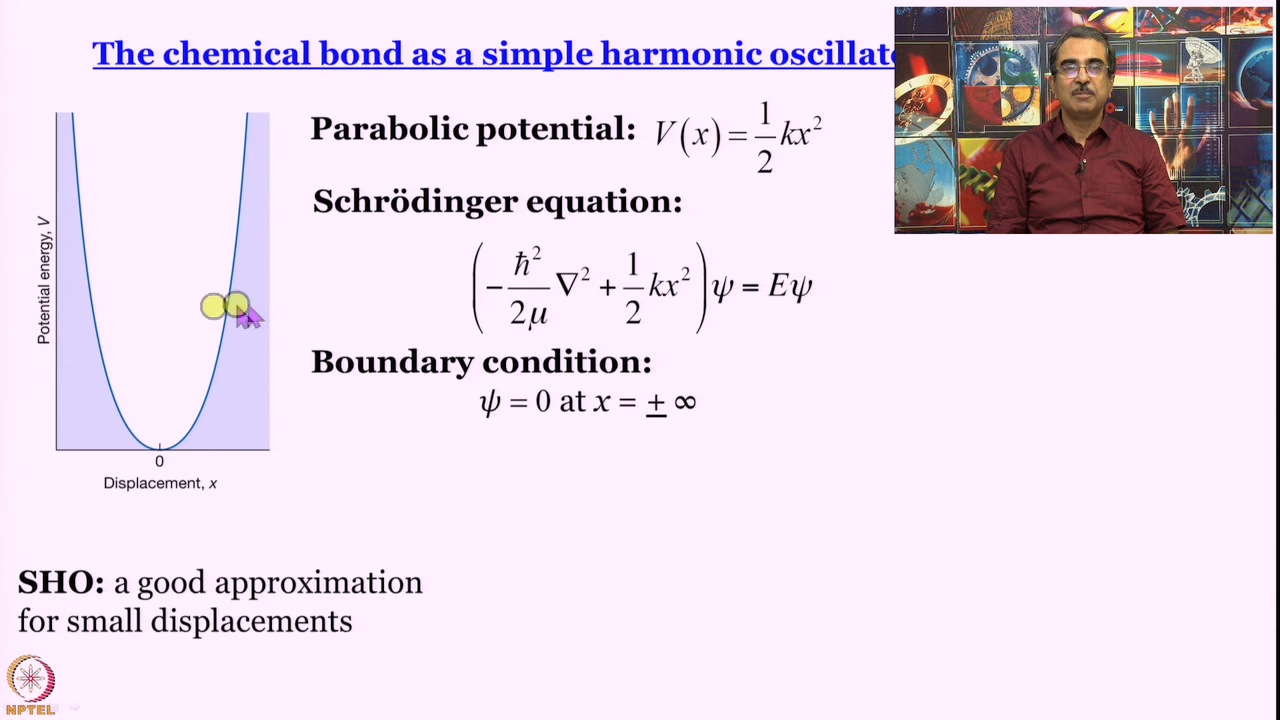 The chemical bond as a simple harmonic oscillato
Parabolic potential: V(x) = 1/2 kx²
Schrödinger equation:
(−ℏ²/2μ ∇² + 1/2 kx²)ψ = Eψ
Boundary condition:
ψ = 0 at x = ± ∞
Potential energy, V
0
Displacement, x
SHO: a good approximation
for small displacements
NPTEL